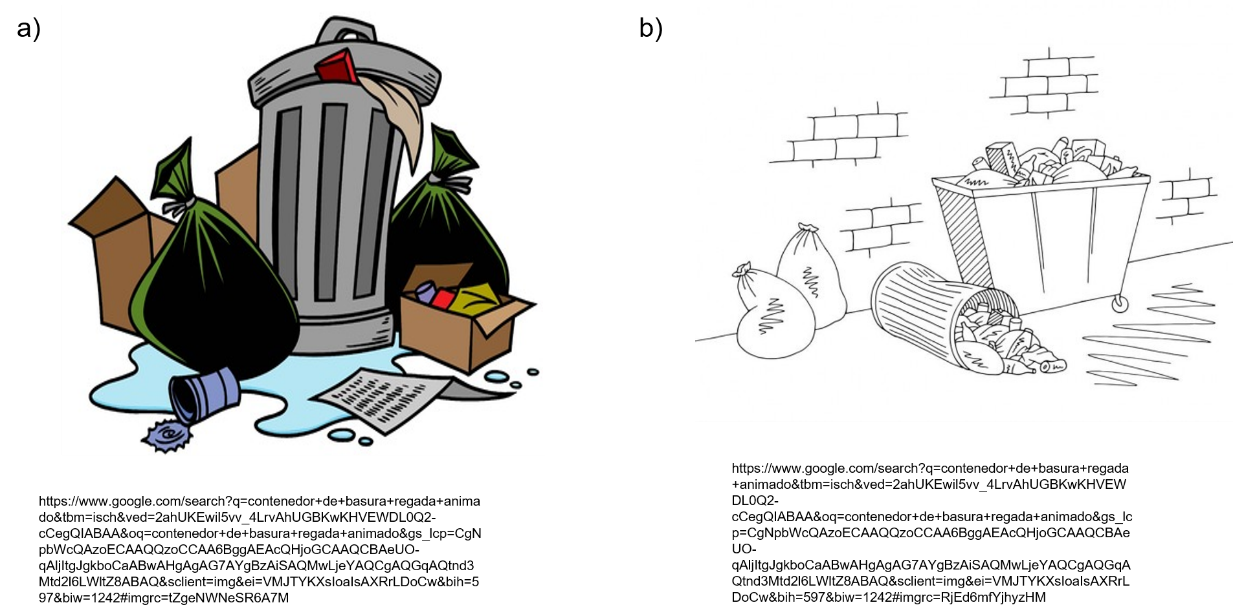 a)
b)
https://www.google.com/search?q=contenedor+de+basura+regada+anima
do&tbm=isch&ved=2ahUKEwil5vv_4LrvAhUGBKwKHVEWDL0Q2-
cCegQIABAA&oq=contenedor+de+basura+regada+animado&gs_lcp=CgN
pbWcQAzoECAAQQzoCCAA6BggAEAcQHjoGCAAQCBAeUO-
qAljItgJgkboCaABwAHgAgAG7AYgBzAiSAQMwLjeYAQCgAQGqAQtnd3
Mtd2l6LWltZ8ABAQ&sclient=img&ei=VMJTYKXsIoaIsAXRrLDoCw&bih=5
97&biw=1242#imgrc=tZgeNWNeSR6A7M
https://www.google.com/search?q=contenedor+de+basura+regada
+animado&tbm=isch&ved=2ahUKEwil5vv_4LrvAhUGBKwKHVEW
DL0Q2-
cCegQIABAA&oq=contenedor+de+basura+regada+animado&gs_lc
p=CgNpbWcQAzoECAAQQzoCCAA6BggAEAcQHjoGCAAQCBAe
UO-
qAljItgJgkboCaABwAHgAgAG7AYgBzAiSAQMwLjeYAQCgAQGqA
Qtnd3Mtd2l6LWltZ8ABAQ&sclient=img&ei=VMJTYKXsIoaIsAXRrL
DoCw&bih=597&biw=1242#imgrc=RjEd6mfYjhyzHM